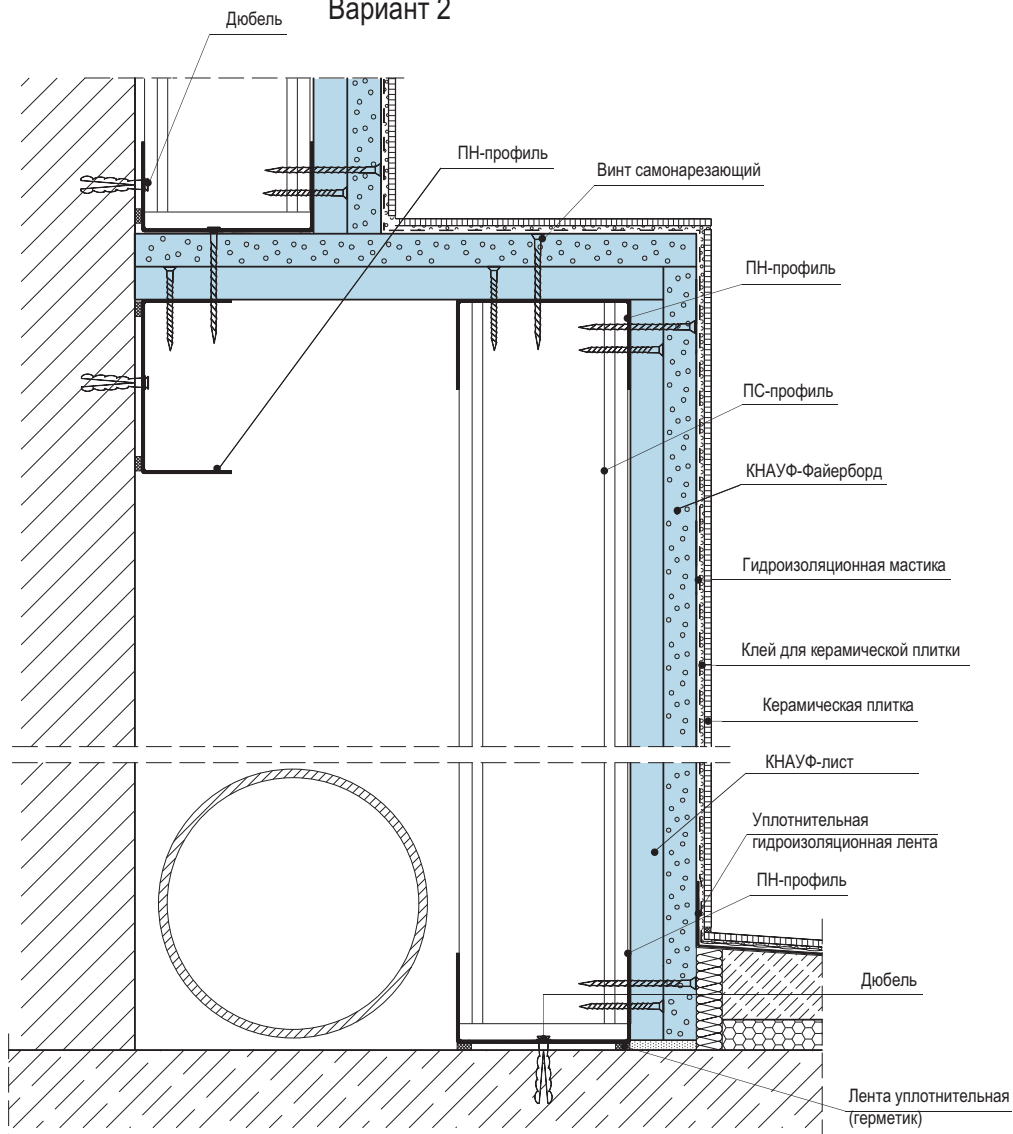 Вариант 2
Дюбель
ПН-профиль
Винт самонарезающий
ПН-профиль
ПС-профиль
КНАУФ-Файерборд
Гидроизоляционная мастика
Клей для керамической плитки
Керамическая плитка
КНАУФ-лист
Уплотнительная
гидроизоляционная лента
ПН-профиль
Дюбель
Лента уплотнительная
(герметик)